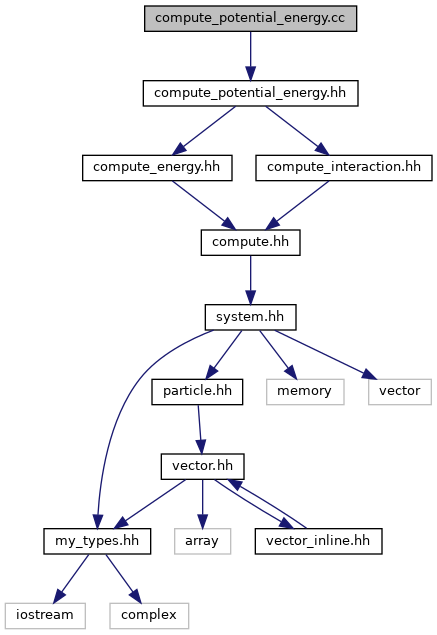 compute_potential_energy.cc
compute_potential_energy.hh
compute_energy.hh
compute_interaction.hh
compute.hh
system.hh
particle.hh
memory
vector
vector.hh
my_types.hh
array
vector_inline.hh
iostream
complex